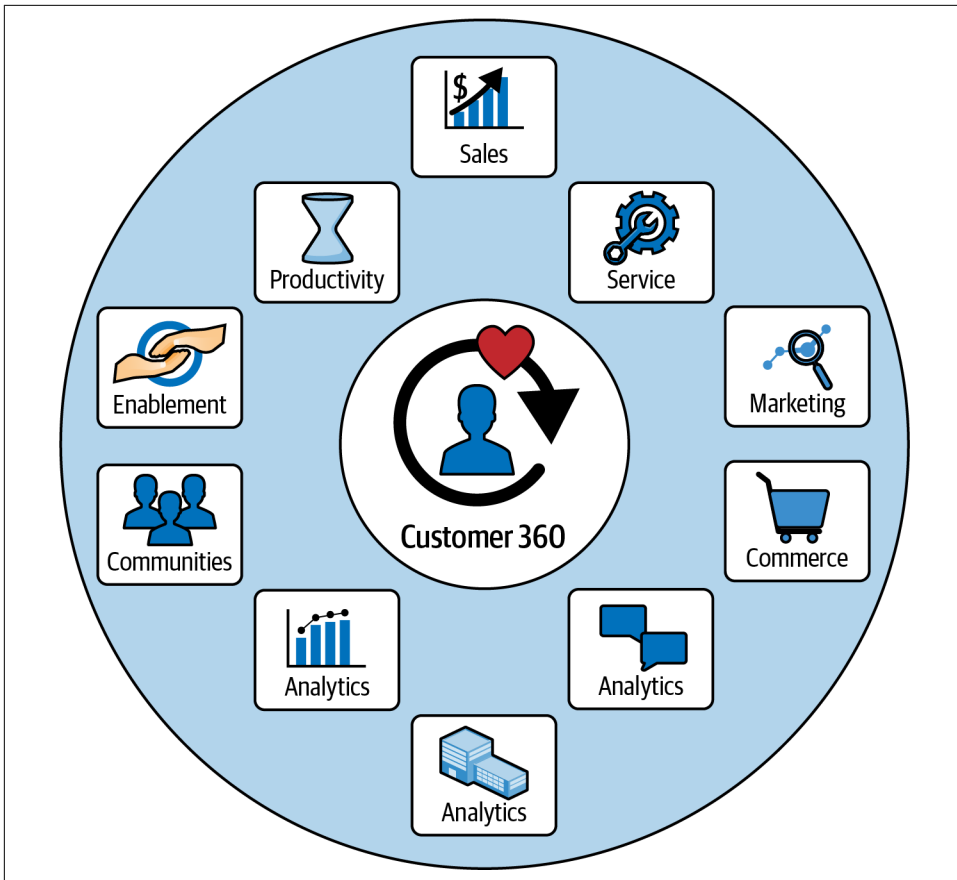 $
Sales
Productivity
Service
Enablement
Marketing
Customer 360
Communities
Commerce
Analytics
Analytics
Analytics